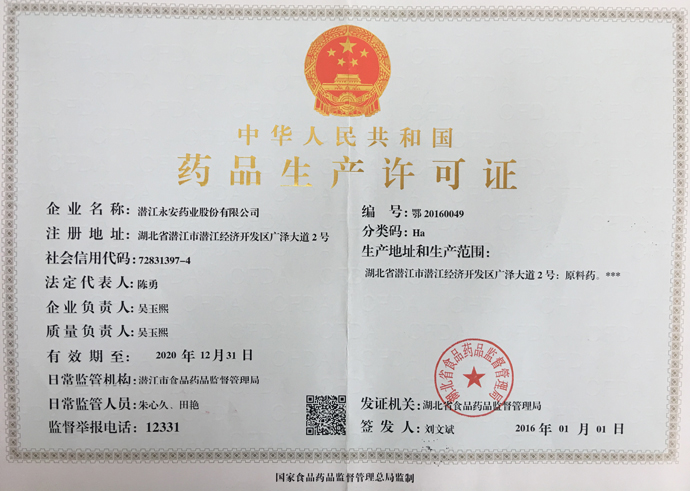 中华人民共和国
药品生产许可证
企业名称：潜江永安药业股份有限公司
注册地址：湖北省潜江市潜江经济开发区广泽大道2号
社会信用代码：72831397-4
法定代表人：陈勇
企业负责人：吴玉熙
质量负责人：吴玉熙
有效期至：2020年12月31日
日常监管机构：潜江市食品药品监督管理局
日常监管人员：朱心久、田艳
监督举报电话：12331
编号：鄂20160049
分类码：Ha
生产地址和生产范围：
湖北省潜江市潜江经济开发区广泽大道2号：原料药。***
湖北省食品药品监督管理局
发证机关：湖北省食品药品监督管理局
签发人：刘文斌
2016年01月01日
国家食品药品监督管理总局监制